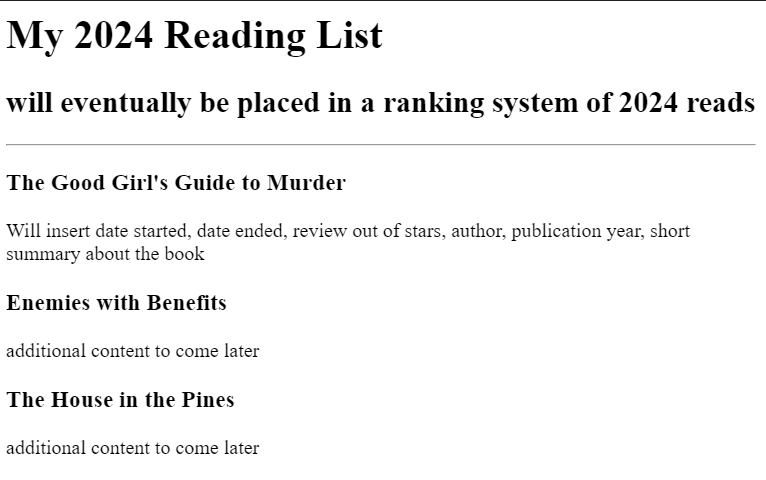 My 2024 Reading List
will eventually be placed in a ranking system of 2024 reads
The Good Girl's Guide to Murder
Will insert date started, date ended, review out of stars, author, publication year, short
summary about the book
Enemies with Benefits
additional content to come later
The House in the Pines
additional content to come later